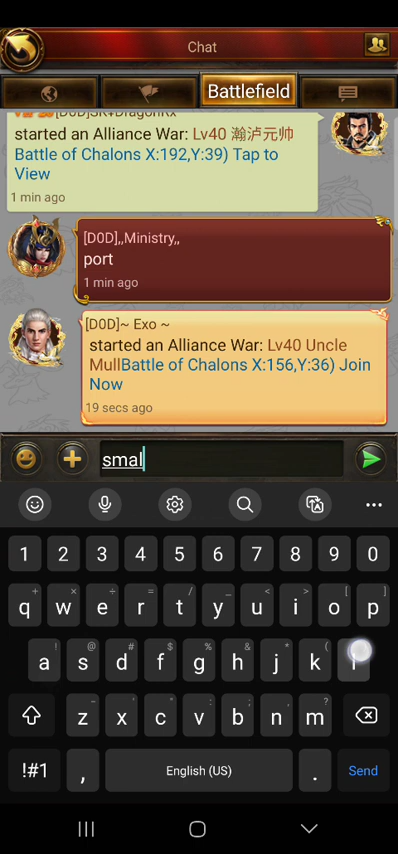 Chat
Battlefield
started an Alliance War: Lv40 瀚泸元帅
Battle of Chalons X:192,Y:39) Tap to
View
1 min ago
[D0D],,Ministry,,
port
1 min ago
[D0D]~ Exo ~
started an Alliance War: Lv40 Uncle
MullBattle of Chalons X:156,Y:36) Join
Now
19 secs ago
smal
1 2 3 4 5 6 7 8 9 0
q w e r t y u i o p
a s d f g h j k l
z x c v b n m
!#1 , English (US) . Send